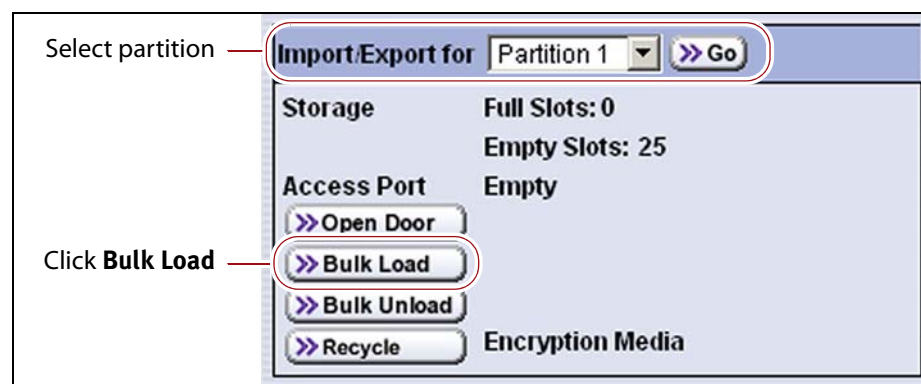 Select partition
Import/Export for Partition 1 >> Go
Storage Full Slots: 0
Empty Slots: 25
Access Port Empty
>> Open Door
Click Bulk Load
>> Bulk Load
>> Bulk Unload
>> Recycle Encryption Media